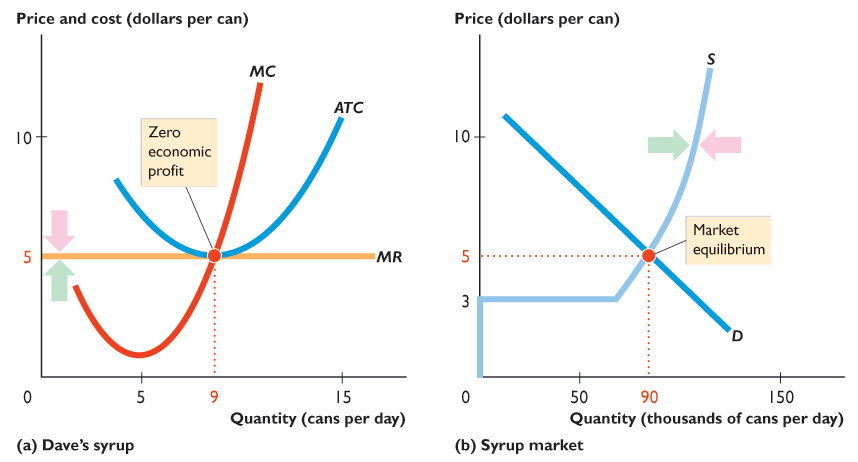 Price and cost (dollars per can)
MC
ATC
10
Zero
economic
profit
5
MR
0
5
9
15
Quantity (cans per day)
(a) Dave’s syrup
Price (dollars per can)
S
10
Market
equilibrium
5
3
D
0
50
90
150
Quantity (thousands of cans per day)
(b) Syrup market